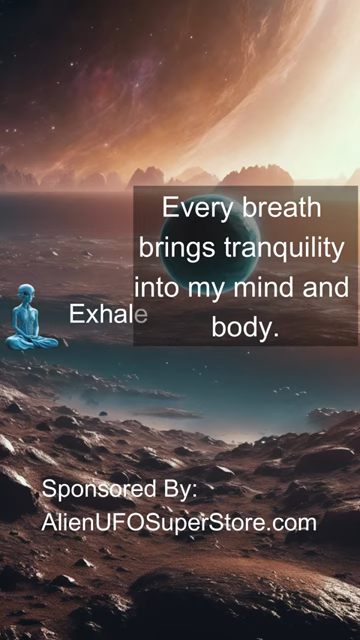 Every breath
brings tranquility
into my mind and
body.
Exhale
Sponsored By:
AlienUFOSuperStore.com